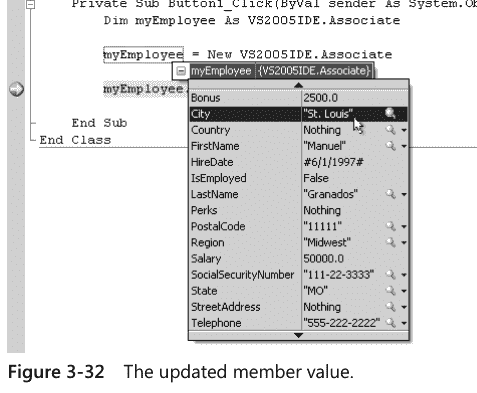 Private Sub Button1_Click(ByVal sender As System.Ob
Dim myEmployee As VS2005IDE.Associate
myEmployee = New VS2005IDE.Associate
myEmployee {VS2005IDE.Associate}
myEmployee.
Bonus 2500.0
City "St. Louis"
Country Nothing
FirstName "Manuel"
HireDate #6/1/1997#
IsEmployed False
LastName "Granados"
Perks Nothing
PostalCode "11111"
Region "Midwest"
Salary 50000.0
SocialSecurityNumber "111-22-3333"
State "MO"
StreetAddress Nothing
Telephone "555-222-2222"
End Sub
End Class
Figure 3-32 The updated member value.